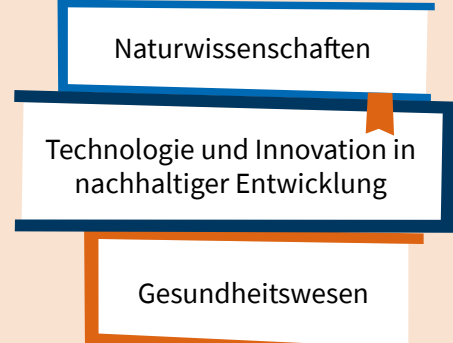 Naturwissenschaften
Technologie und Innovation in
nachhaltiger Entwicklung
Gesundheitswesen